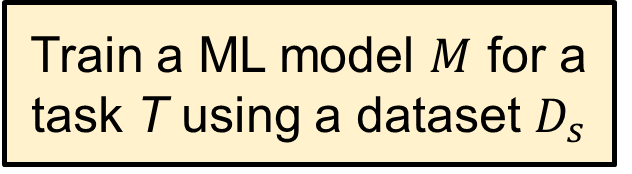 Train a ML model M for a
task T using a dataset Dₛ